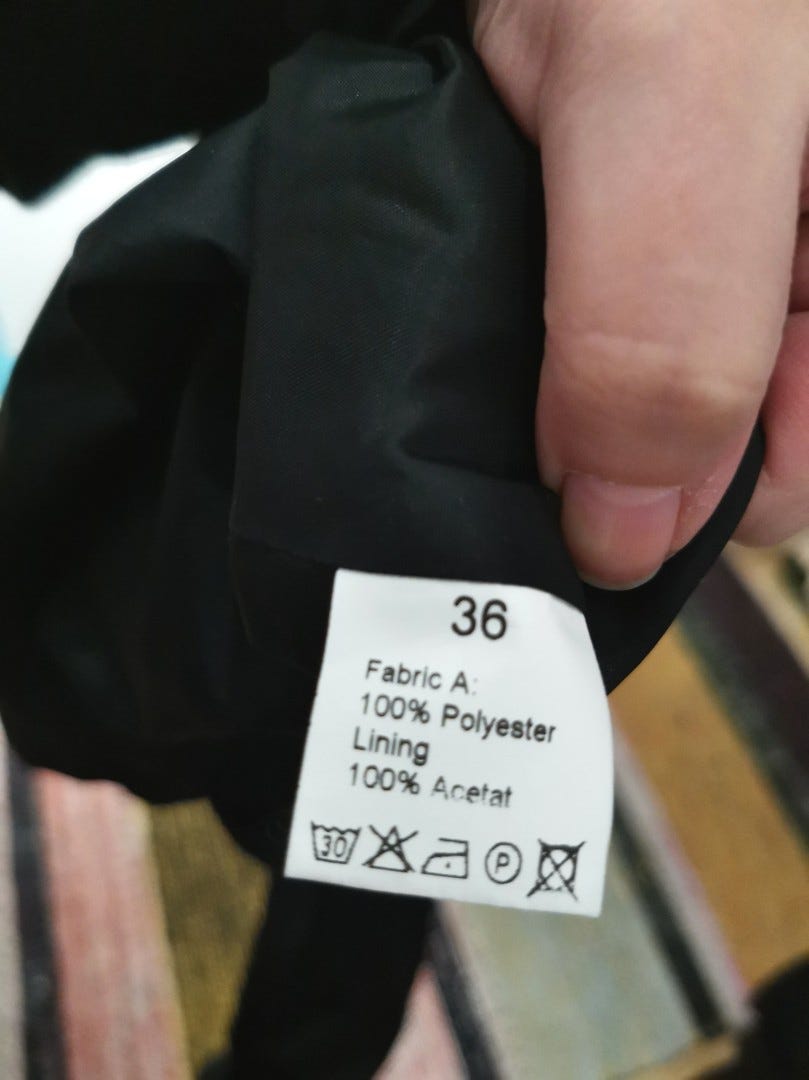 36
Fabric A:
100% Polyester
Lining
100% Acetat
30
P